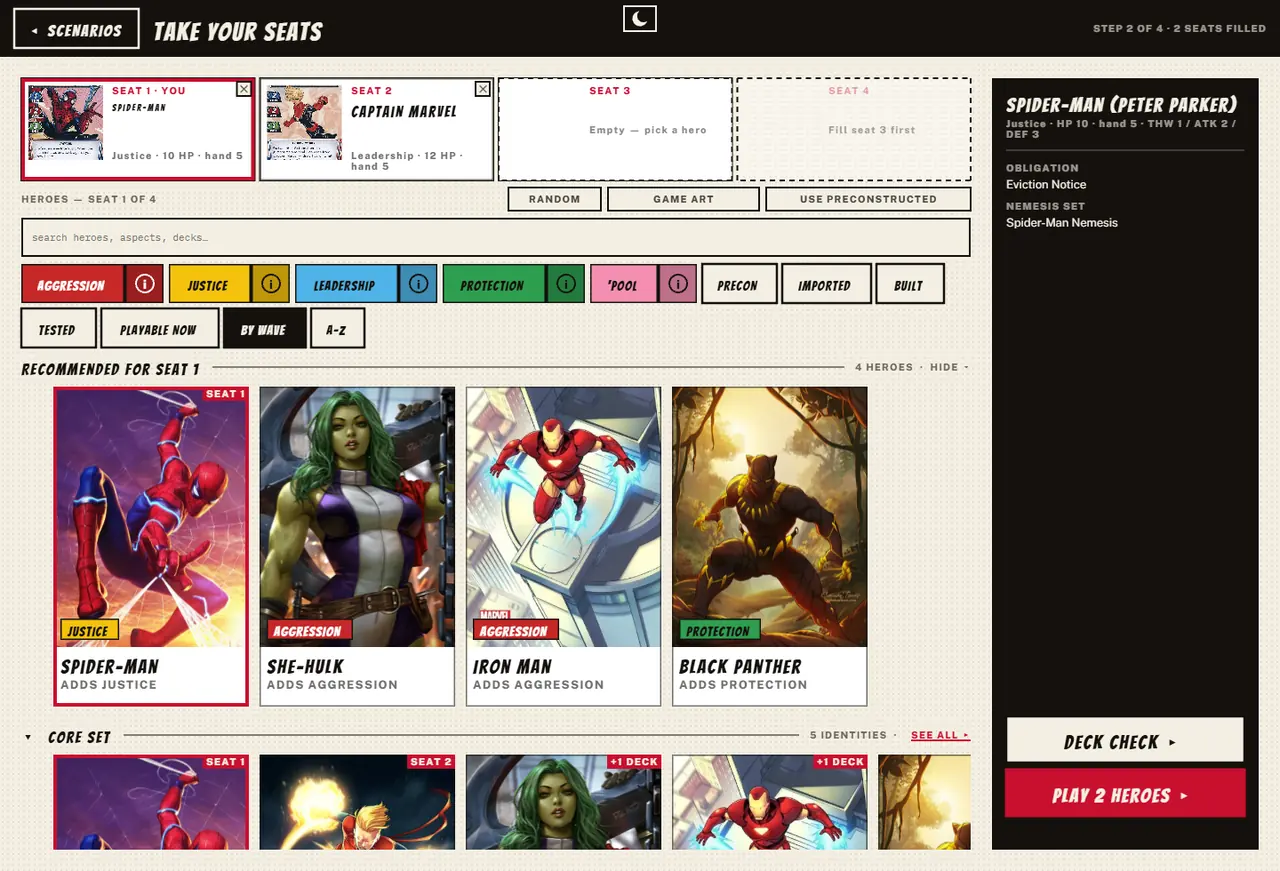 ◂ SCENARIOS
TAKE YOUR SEATS
STEP 2 OF 4 · 2 SEATS FILLED
SEAT 1 · YOU
SPIDER-MAN
Justice · 10 HP · hand 5
SEAT 2
CAPTAIN MARVEL
Leadership · 12 HP ·
hand 5
SEAT 3
Empty — pick a hero
SEAT 4
Fill seat 3 first
HEROES — SEAT 1 OF 4
RANDOM
GAME ART
USE PRECONSTRUCTED
search heroes, aspects, decks…
AGGRESSION
JUSTICE
LEADERSHIP
PROTECTION
'POOL
PRECON
IMPORTED
BUILT
TESTED
PLAYABLE NOW
BY WAVE
A-Z
RECOMMENDED FOR SEAT 1
4 HEROES · HIDE
SEAT 1
JUSTICE
SPIDER-MAN
ADDS JUSTICE
AGGRESSION
SHE-HULK
ADDS AGGRESSION
MARVEL
AGGRESSION
IRON MAN
ADDS AGGRESSION
PROTECTION
BLACK PANTHER
ADDS PROTECTION
CORE SET
5 IDENTITIES ·
SEE ALL ▸
SEAT 1
SEAT 2
+1 DECK
+1 DECK
SPIDER-MAN (PETER PARKER)
Justice · HP 10 · hand 5 · THW 1 / ATK 2 /
DEF 3
OBLIGATION
Eviction Notice
NEMESIS SET
Spider-Man Nemesis
DECK CHECK ▸
PLAY 2 HEROES ▸